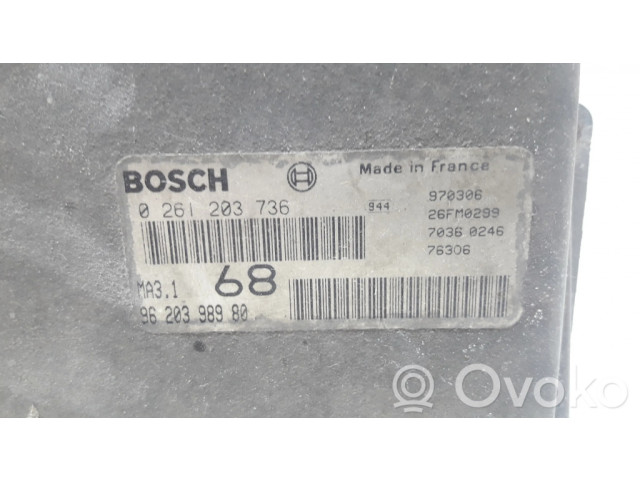 BOSCH
Made in France
0 261 203 736
944
970306
26FM0299
7036 0246
76306
MA3.1
68
96 203 989 80
Ovoko